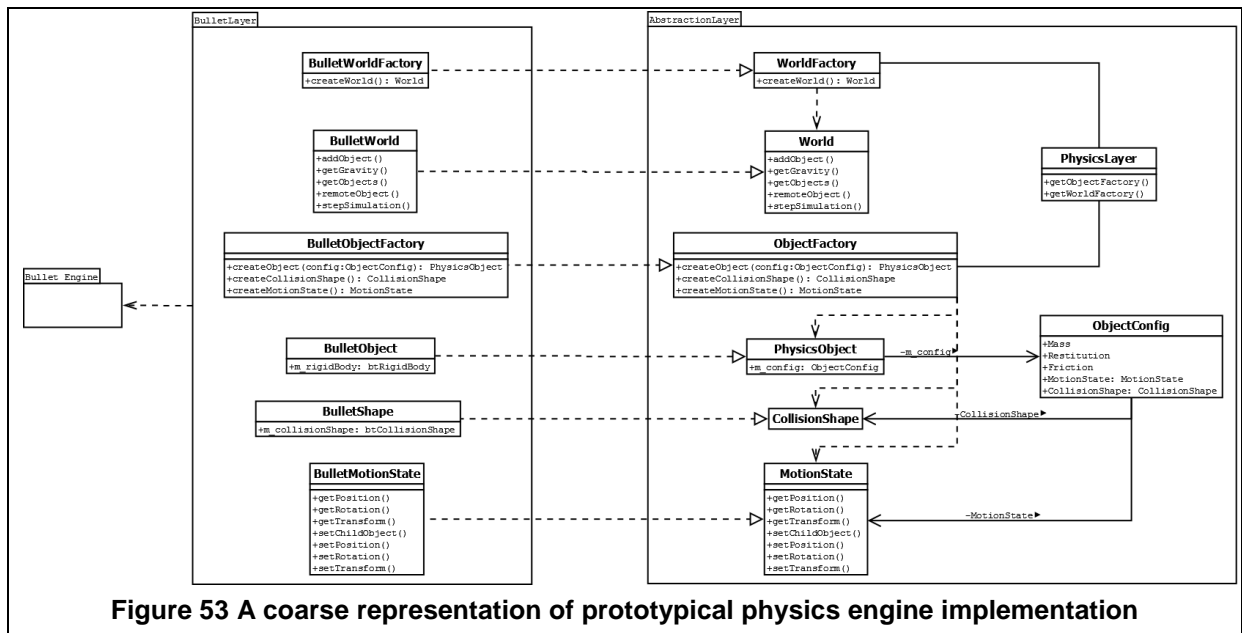 BulletLayer
BulletWorldFactory
+createWorld(): World
BulletWorld
+addObject()
+getGravity()
+getObjects()
+remoteObject()
+stepSimulation()
BulletObjectFactory
+createObject(config:ObjectConfig): PhysicsObject
+createCollisionShape(): CollisionShape
+createMotionState(): MotionState
Bullet Engine
BulletObject
+m_rigidBody: btRigidBody
BulletShape
+m_collisionShape: btCollisionShape
BulletMotionState
+getPosition()
+getRotation()
+getTransform()
+setChildObject()
+setPosition()
+setRotation()
+setTransform()
AbstractionLayer
WorldFactory
+createWorld(): World
World
+addObject()
+getGravity()
+getObjects()
+remoteObject()
+stepSimulation()
PhysicsLayer
+getObjectFactory()
+getWorldFactory()
ObjectFactory
+createObject(config:ObjectConfig): PhysicsObject
+createCollisionShape(): CollisionShape
+createMotionState(): MotionState
PhysicsObject
+m_config: ObjectConfig
-m_config
ObjectConfig
+Mass
+Restitution
+Friction
+MotionState: MotionState
+CollisionShape: CollisionShape
CollisionShape
CollisionShape
MotionState
+getPosition()
+getRotation()
+getTransform()
+setChildObject()
+setPosition()
+setRotation()
+setTransform()
-MotionState
Figure 53 A coarse representation of prototypical physics engine implementation